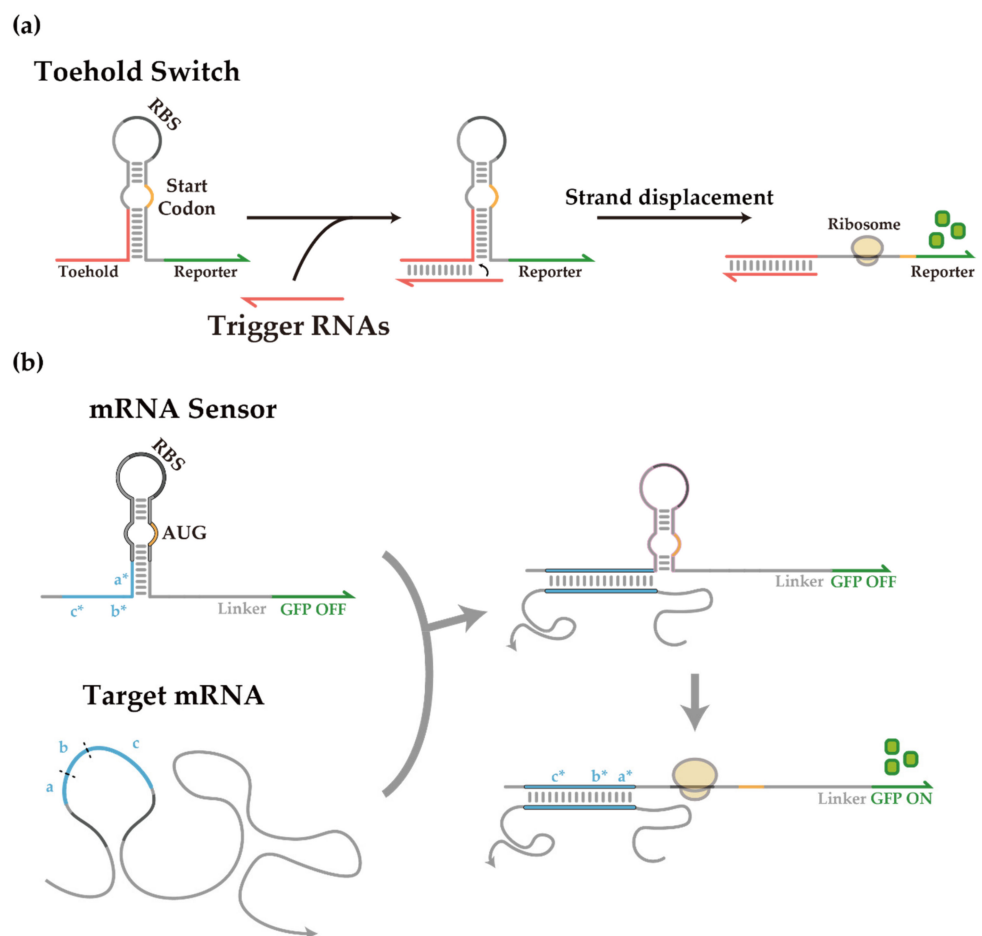 (a)
Toehold Switch
RBS
Start
Codon
Toehold
Reporter
Trigger RNAs
Reporter
Strand displacement
Ribosome
Reporter
(b)
mRNA Sensor
RBS
AUG
a*
c*
b*
Linker
GFP OFF
Target mRNA
a
b
c
Linker
GFP OFF
c*
b*
a*
Linker
GFP ON